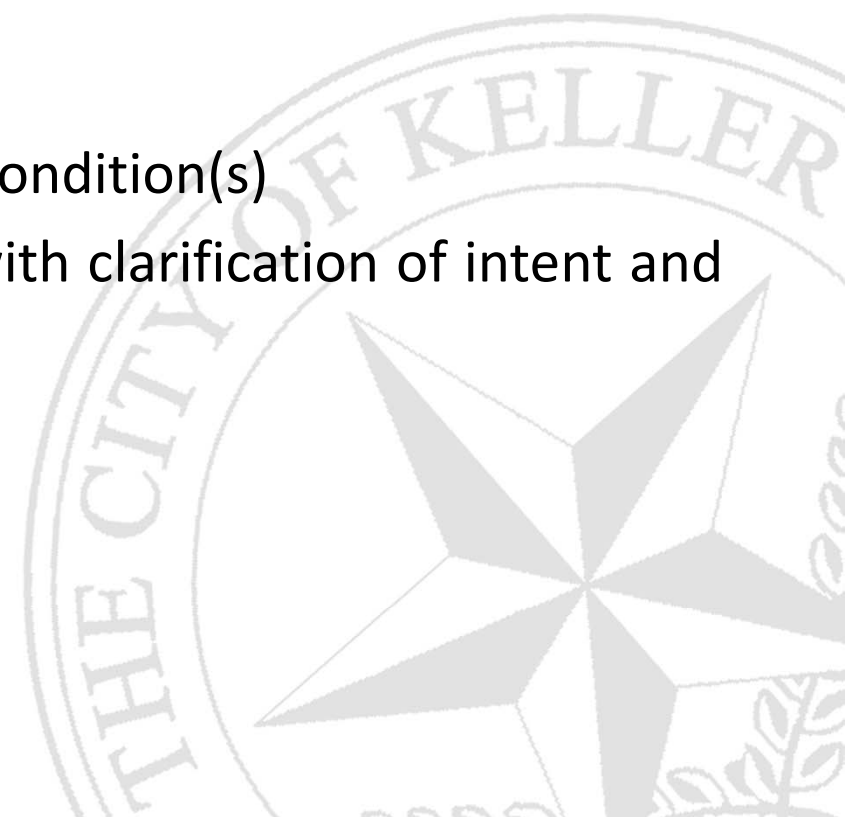 THE CITY OF KELLER
ondition(s)
ith clarification of intent and